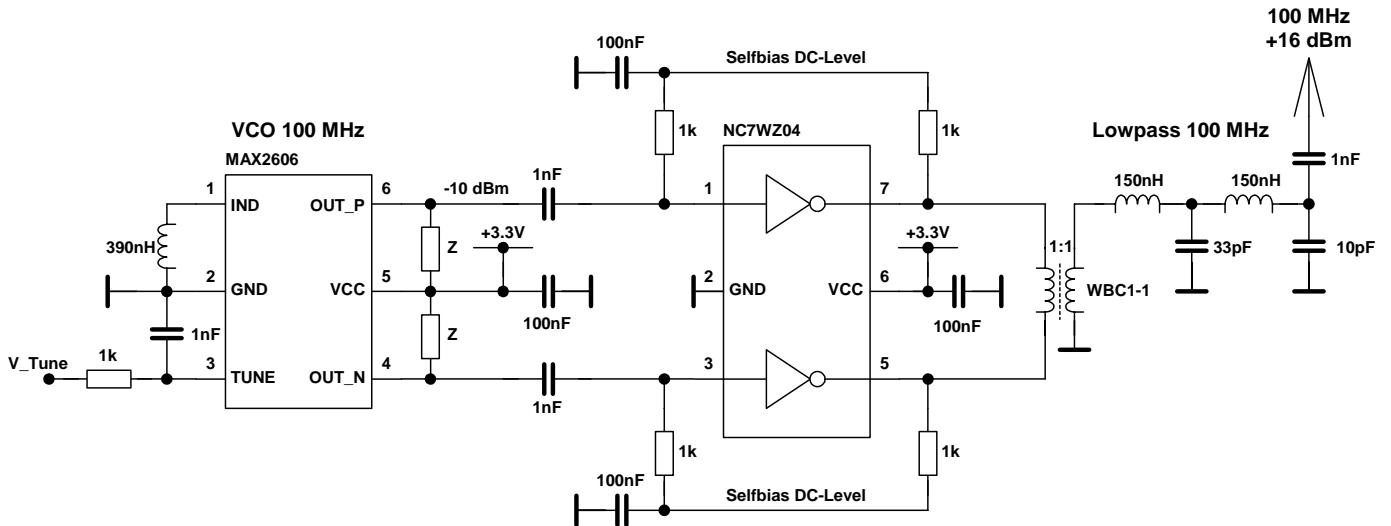 100 MHz
+16 dBm
100nF
Selfbias DC-Level
1k
1k
VCO 100 MHz
NC7WZ04
Lowpass 100 MHz
MAX2606
1nF
1nF
150nH
150nH
1
IND
OUT_P
6
-10 dBm
1
7
390nH
Z
+3.3V
+3.3V
1:1
33pF
10pF
2
GND
VCC
5
2
GND
VCC
6
WBC1-1
1nF
100nF
100nF
Z
V_Tune
1k
3
TUNE
OUT_N
4
3
5
1nF
1k
1k
100nF
Selfbias DC-Level